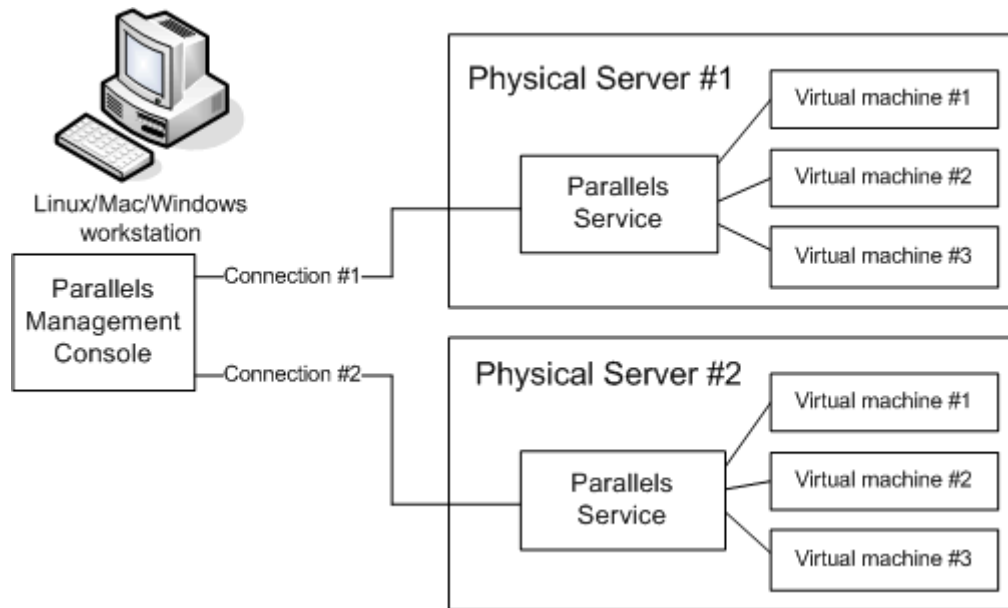 Linux/Mac/Windows
workstation
Parallels
Management
Console
Connection #1
Connection #2
Physical Server #1
Parallels
Service
Virtual machine #1
Virtual machine #2
Virtual machine #3
Physical Server #2
Parallels
Service
Virtual machine #1
Virtual machine #2
Virtual machine #3